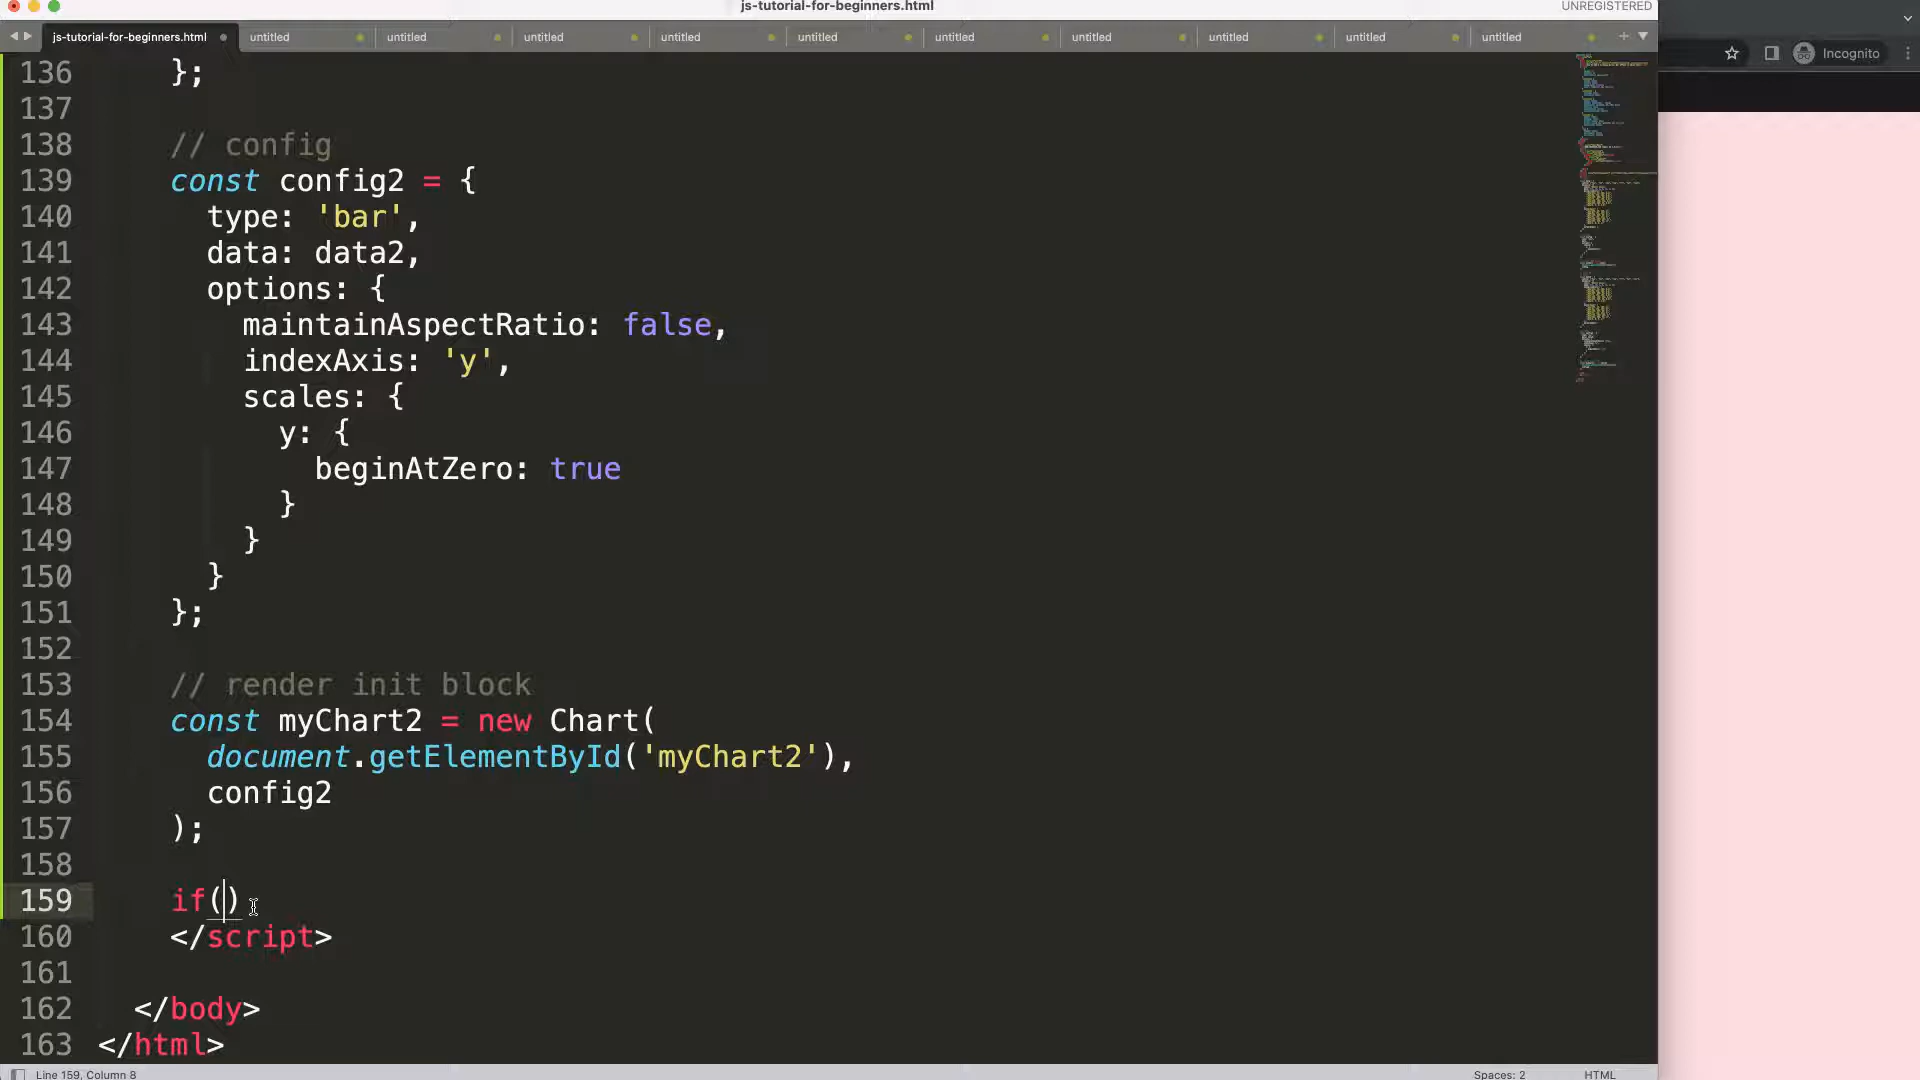 js-tutorial-for-beginners.html
UNREGISTERED
js-tutorial-for-beginners.html untitled untitled untitled untitled untitled untitled untitled untitled untitled untitled
Incognito
136 };
137
138 // config
139 const config2 = {
140 type: 'bar',
141 data: data2,
142 options: {
143 maintainAspectRatio: false,
144 indexAxis: 'y',
145 scales: {
146 y: {
147 beginAtZero: true
148 }
149 }
150 }
151 };
152
153 // render init block
154 const myChart2 = new Chart(
155 document.getElementById('myChart2'),
156 config2
157 );
158
159 if()
160 </script>
161
162 </body>
163 </html>
Line 159, Column 8
Spaces: 2
HTML